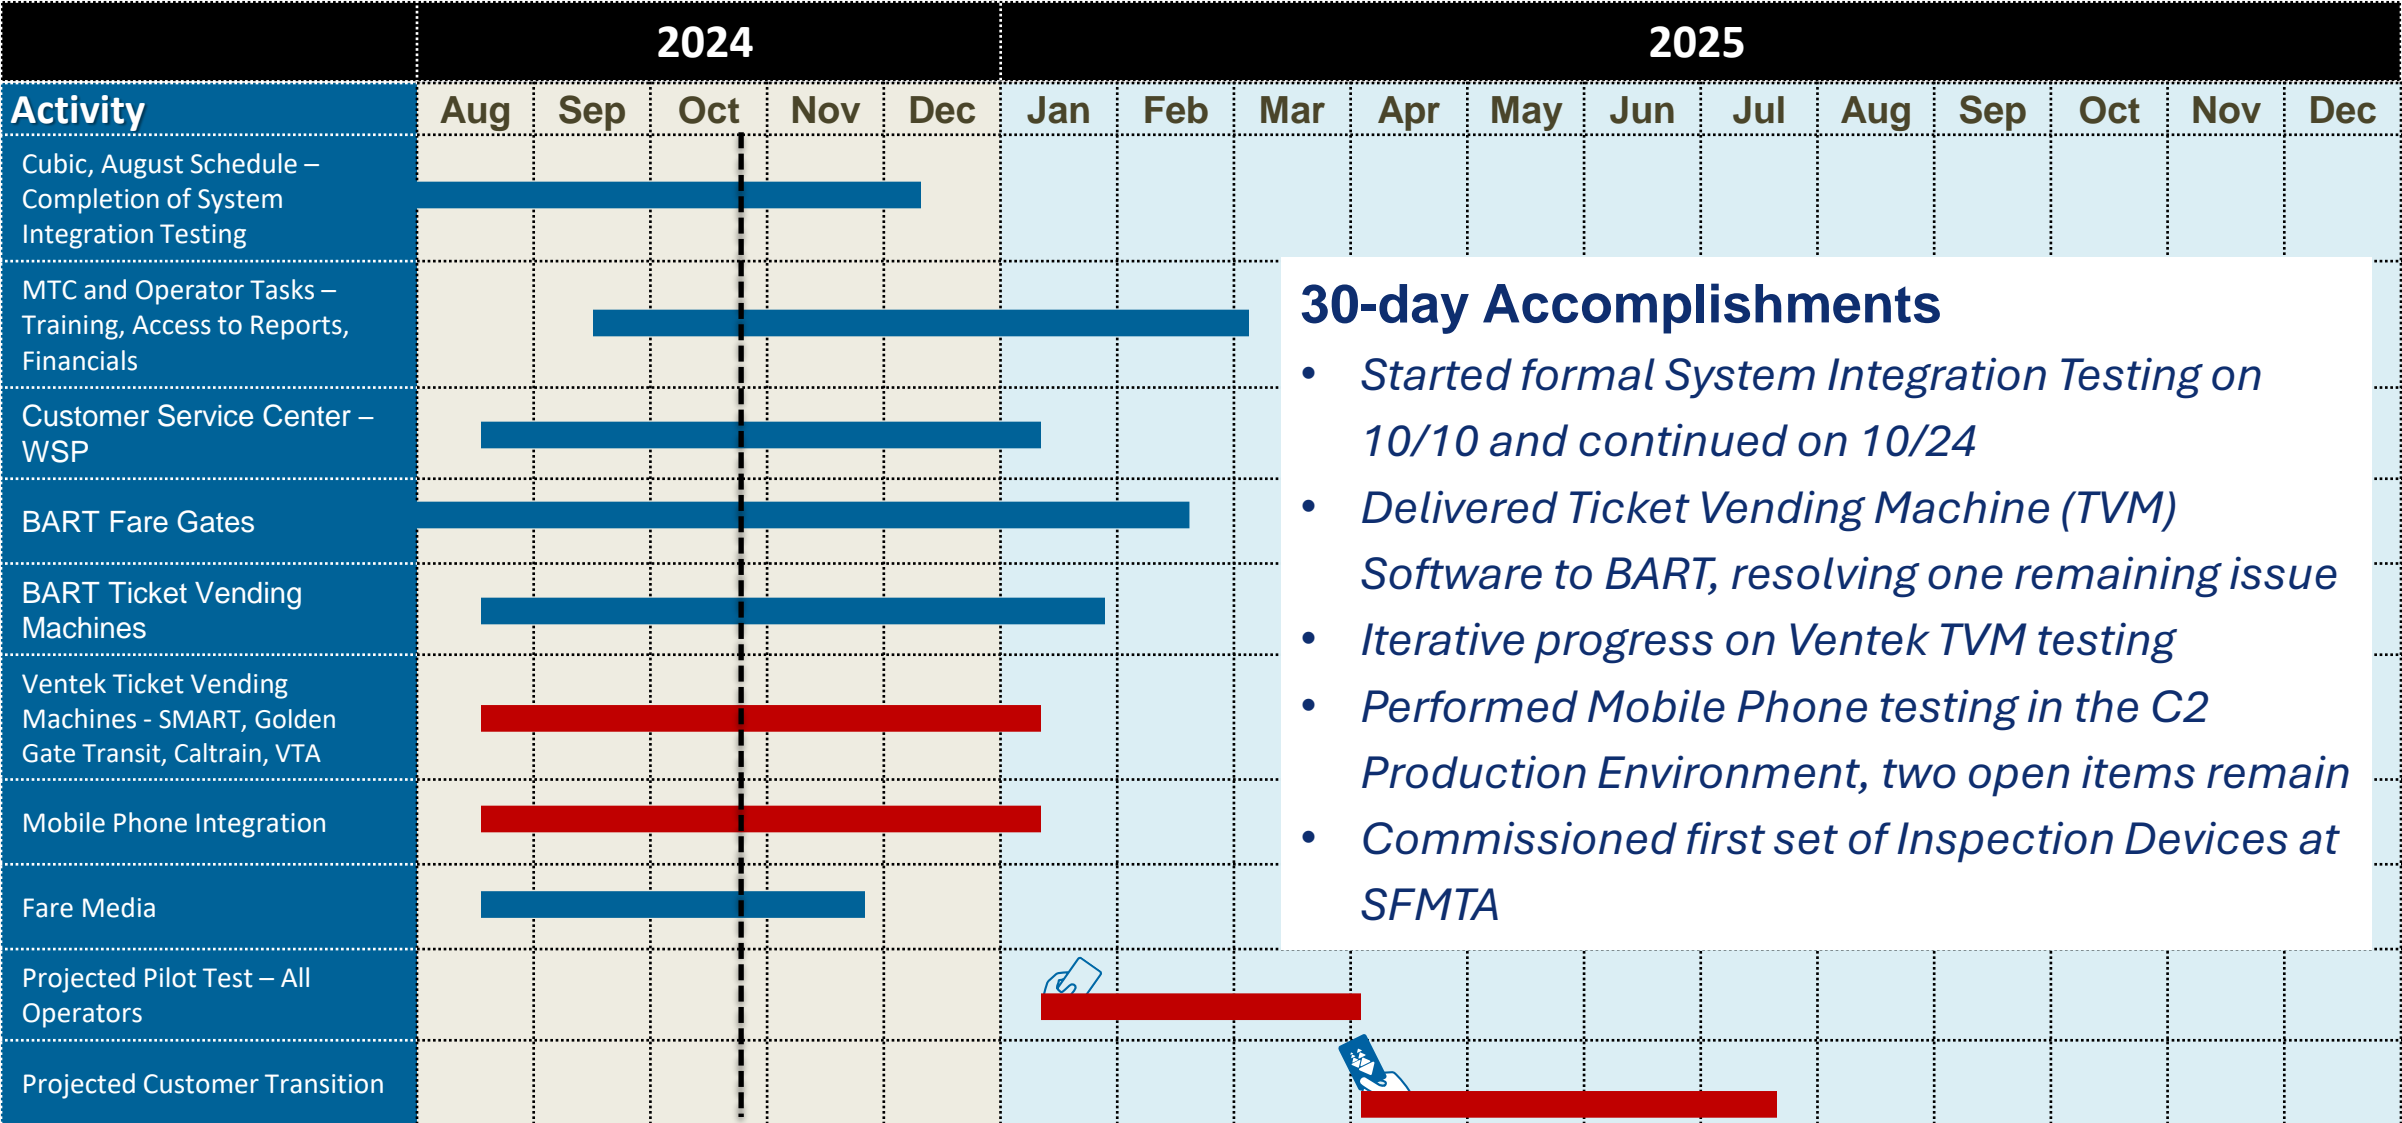 2024
2025
Activity
Aug
Sep
Oct
Nov
Dec
Jan
Feb
Mar
Apr
May
Jun
Jul
Aug
Sep
Oct
Nov
Dec
Cubic, August Schedule –
Completion of System
Integration Testing
MTC and Operator Tasks –
Training, Access to Reports,
Financials
Customer Service Center –
WSP
BART Fare Gates
BART Ticket Vending
Machines
Ventek Ticket Vending
Machines - SMART, Golden
Gate Transit, Caltrain, VTA
Mobile Phone Integration
Fare Media
Projected Pilot Test – All
Operators
Projected Customer Transition
30-day Accomplishments
• Started formal System Integration Testing on
10/10 and continued on 10/24
• Delivered Ticket Vending Machine (TVM)
Software to BART, resolving one remaining issue
• Iterative progress on Ventek TVM testing
• Performed Mobile Phone testing in the C2
Production Environment, two open items remain
• Commissioned first set of Inspection Devices at
SFMTA